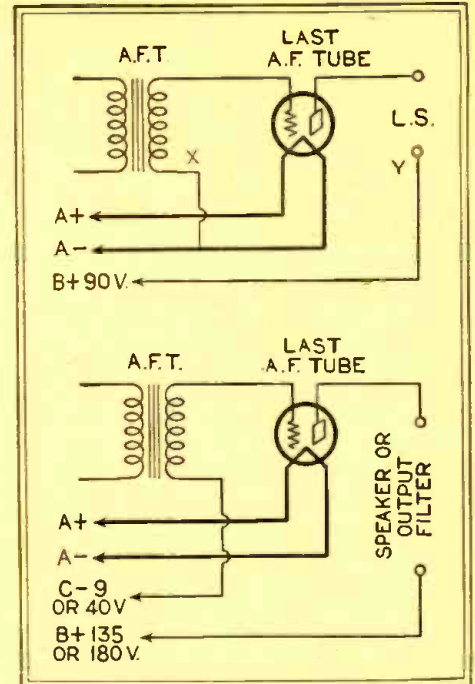 A.F.T.
LAST
A.F. TUBE
L.S.
X
Y
A+
A-
B+90V.
A.F.T.
LAST
A.F. TUBE
SPEAKER OR
OUTPUT
FILTER
A+
A-
C-9
OR 40V.
B+135
OR 180V.